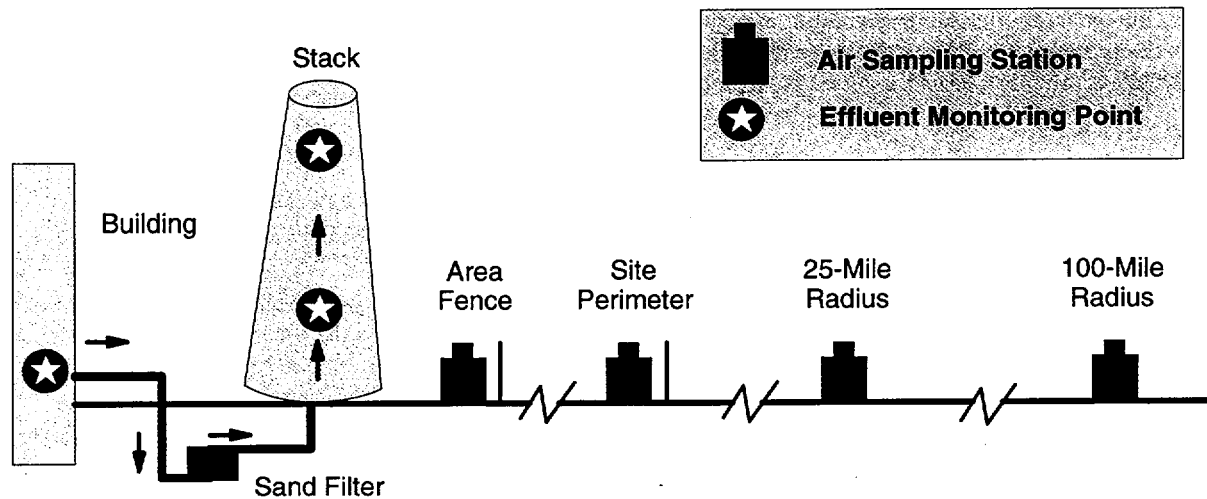 Stack
Air Sampling Station
Effluent Monitoring Point
Building
Area
Fence
Site
Perimeter
25-Mile
Radius
100-Mile
Radius
Sand Filter